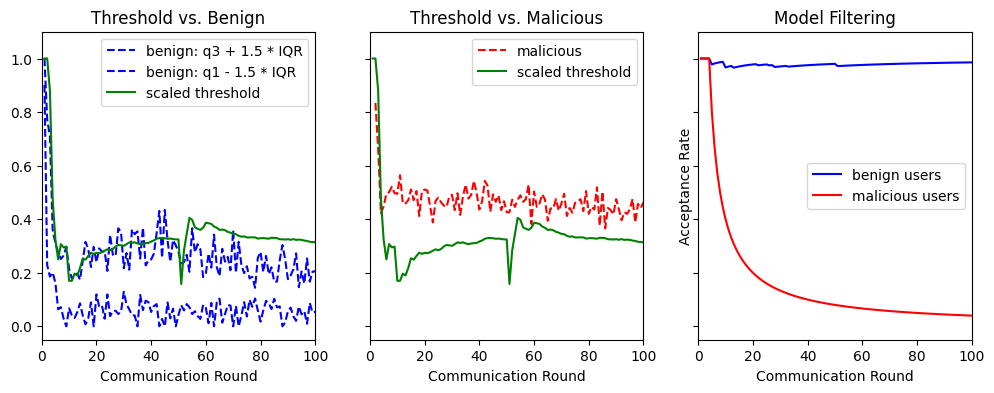 Threshold vs. Benign
benign: q3 + 1.5 * IQR
benign: q1 - 1.5 * IQR
scaled threshold
1.0
0.8
0.6
0.4
0.2
0.0
0 20 40 60 80 100
Communication Round
Threshold vs. Malicious
malicious
scaled threshold
0 20 40 60 80 100
Communication Round
Model Filtering
Acceptance Rate
benign users
malicious users
0 20 40 60 80 100
Communication Round